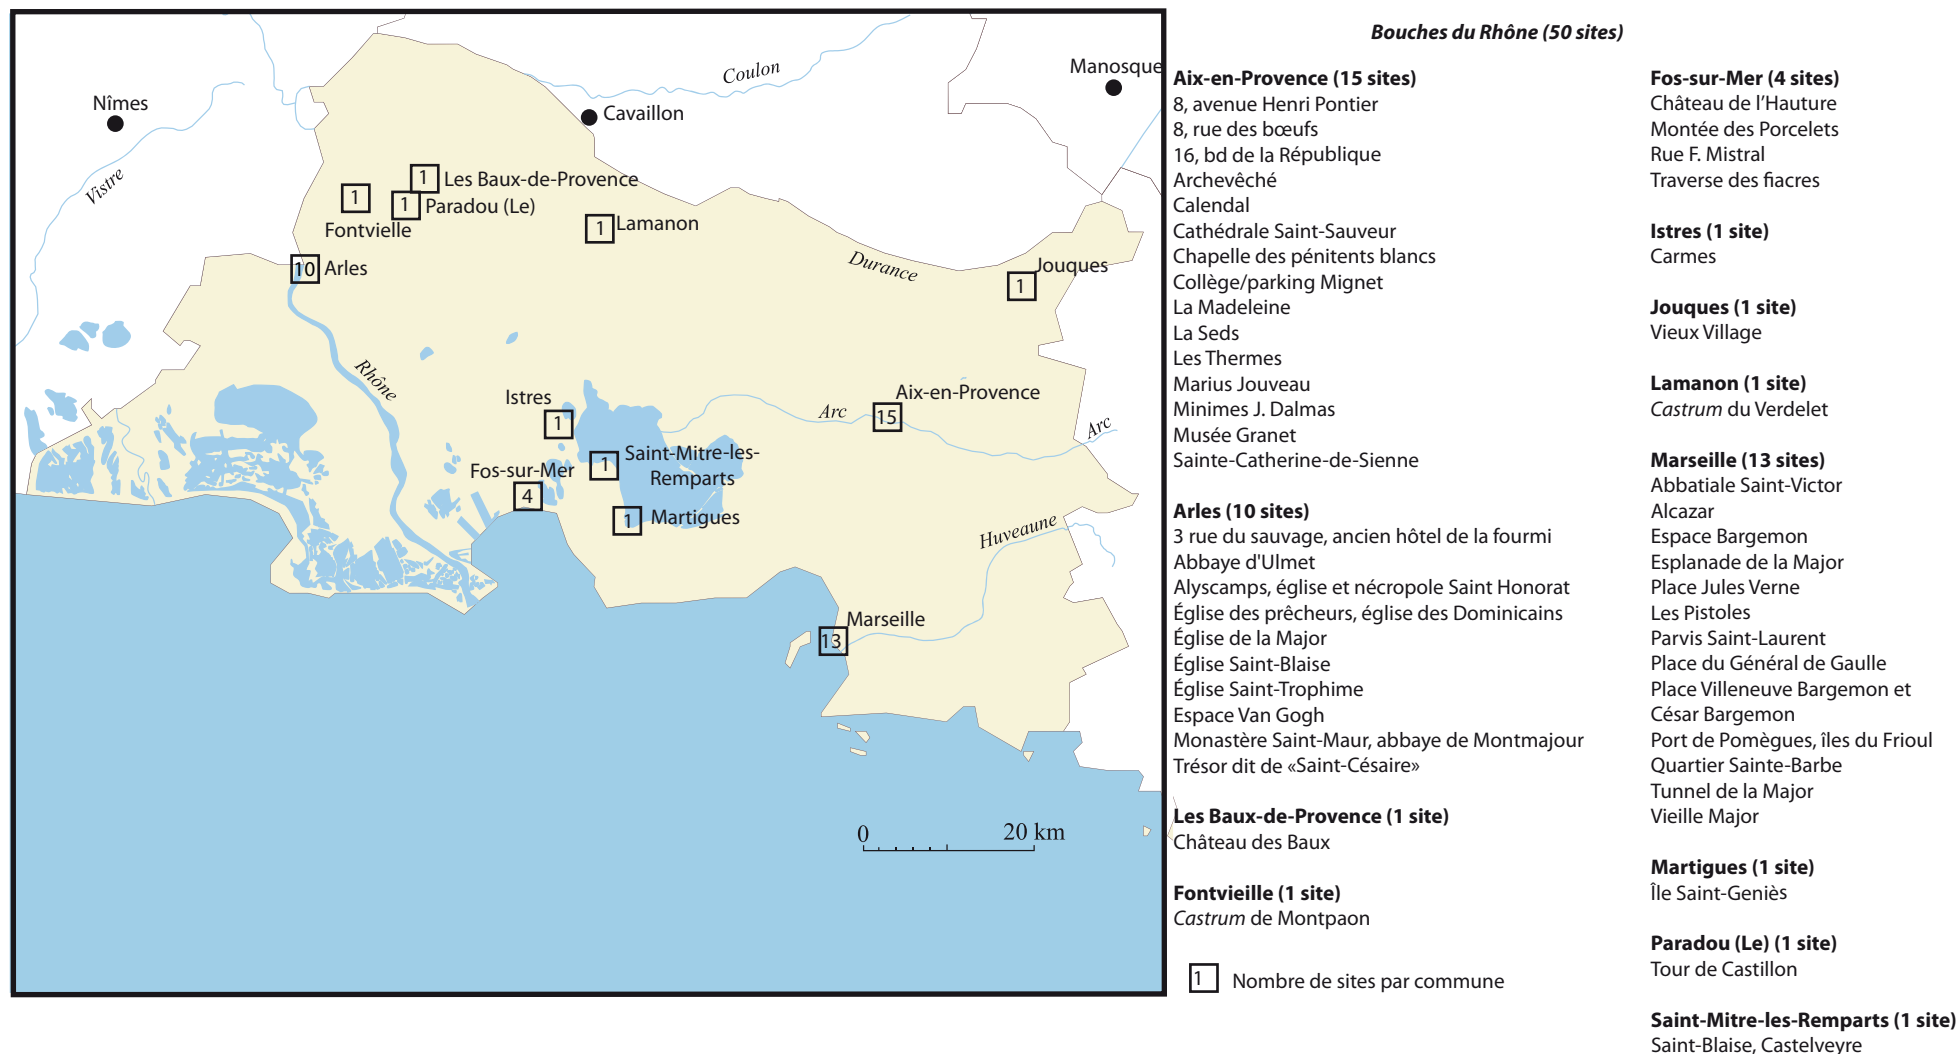 Nîmes
Vistre
Coulon
Cavaillon
Manosque
1
Les Baux-de-Provence
1
1
Paradou (Le)
Fontvielle
1
Lamanon
10
Arles
Durance
Jouques
1
Rhône
Istres
1
Arc
Aix-en-Provence
15
Arc
Saint-Mitre-les-
Remparts
1
Fos-sur-Mer
4
1
Martigues
Huveaune
Marseille
13
0
20 km
Bouches du Rhône (50 sites)
Aix-en-Provence (15 sites)
8, avenue Henri Pontier
8, rue des bœufs
16, bd de la République
Archevêché
Calendal
Cathédrale Saint-Sauveur
Chapelle des pénitents blancs
Collège/parking Mignet
La Madeleine
La Seds
Les Thermes
Marius Jouveau
Minimes J. Dalmas
Musée Granet
Sainte-Catherine-de-Sienne
Arles (10 sites)
3 rue du sauvage, ancien hôtel de la fourmi
Abbaye d'Ulmet
Alyscamps, église et nécropole Saint Honorat
Église des prêcheurs, église des Dominicains
Église de la Major
Église Saint-Blaise
Église Saint-Trophime
Espace Van Gogh
Monastère Saint-Maur, abbaye de Montmajour
Trésor dit de «Saint-Césaire»
Les Baux-de-Provence (1 site)
Château des Baux
Fontvieille (1 site)
Castrum de Montpaon
1
Nombre de sites par commune
Fos-sur-Mer (4 sites)
Château de l'Hauture
Montée des Porcelets
Rue F. Mistral
Traverse des fiacres
Istres (1 site)
Carmes
Jouques (1 site)
Vieux Village
Lamanon (1 site)
Castrum du Verdelet
Marseille (13 sites)
Abbatiale Saint-Victor
Alcazar
Espace Bargemon
Esplanade de la Major
Place Jules Verne
Les Pistoles
Parvis Saint-Laurent
Place du Général de Gaulle
Place Villeneuve Bargemon et
César Bargemon
Port de Pomègues, îles du Frioul
Quartier Sainte-Barbe
Tunnel de la Major
Vieille Major
Martigues (1 site)
Île Saint-Geniès
Paradou (Le) (1 site)
Tour de Castillon
Saint-Mitre-les-Remparts (1 site)
Saint-Blaise, Castelveyre